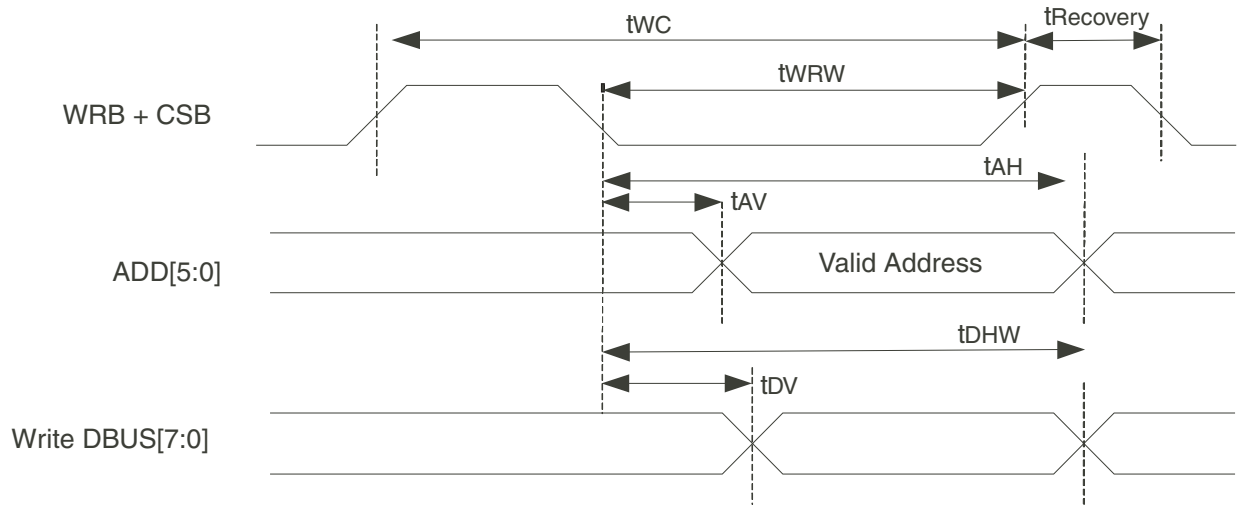 tWC
tRecovery
tWRW
WRB + CSB
tAH
tAV
ADD[5:0]
Valid Address
tDHW
tDV
Write DBUS[7:0]